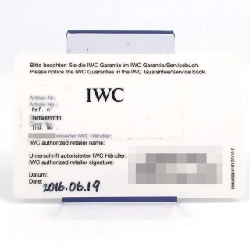 Bitte beachten Sie die IWC Garantie im IWC Garantie/Servicebuch.
Please notice the IWC Guarantee in the IWC Guarantee/Service book.
IWC
Ref. N°
Händler:
IWC authorized retailer name:
Unterschrift autorisierter IWC Händler:
IWC authorized retailer signature:
Datum:
Date:
2016.06.19